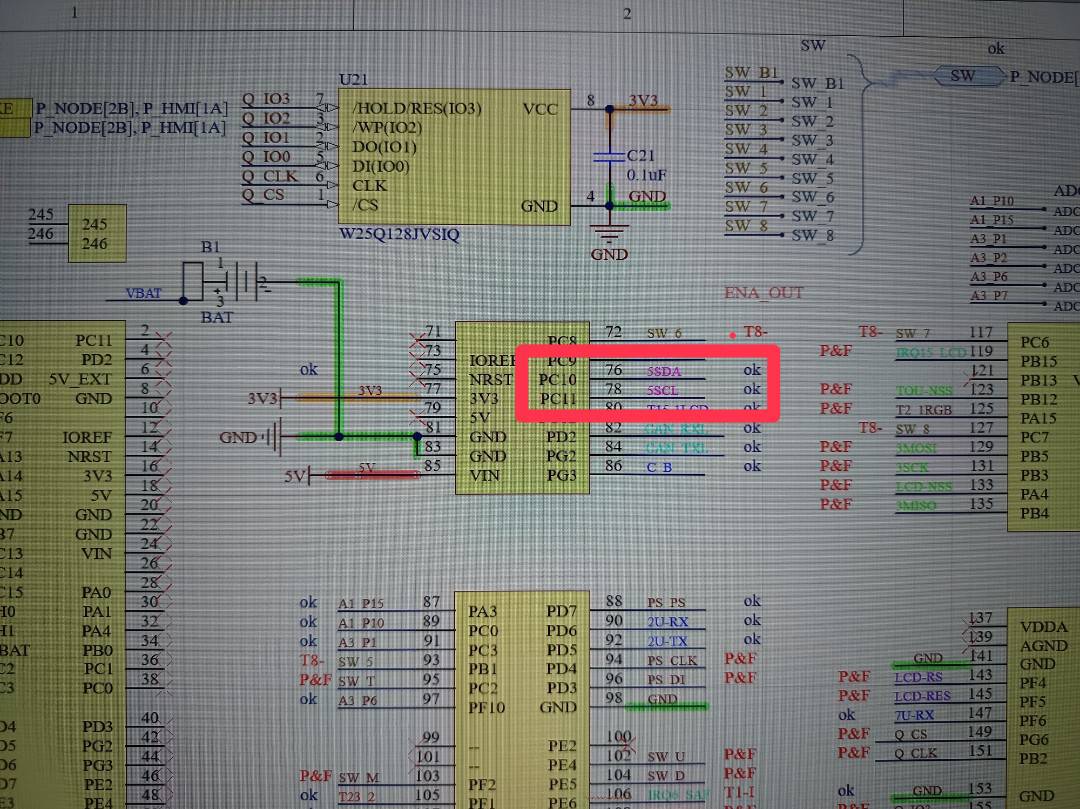 1
2
SW
ok
U21
SW_B1
SW_B1
SW
P_NODE[
KE
P_NODE[2B], P_HMI[1A]
P_NODE[2B], P_HMI[1A]
Q_IO3 7 /HOLD/RES(IO3) VCC 8 3V3
Q_IO2 3 /WP(IO2)
Q_IO1 2 DO(IO1)
Q_IO0 5 DI(IO0)
Q_CLK 6 CLK
Q_CS 1 /CS GND 4 GND
W25Q128JVSIQ
C21
0.1uF
GND
SW_1 SW_1
SW_2 SW_2
SW_3 SW_3
SW_4 SW_4
SW_5 SW_5
SW_6 SW_6
SW_7 SW_7
SW_8 SW_8
A1_P10
A1_P15
A3_P1
A3_P2
A3_P6
A3_P7
245 245
246 246
B1
1
2
3
VBAT
BAT
ENA_OUT
71 72 PC8 SW_6 T8-
73 IOREF PC9
ok 75 NRST PC10 76 5SDA ok
3V3 3V3 77 3V3 PC11 78 5SCL ok
79 5V 80 T15_1LCD ok
GND 81 GND PD2 82 CAN_RXL ok
83 GND PG2 84 CAN_TXL ok
5V 5V 85 VIN PG3 86 C_B ok
T8- SW_7 117 PC6
P&F IRQ15_LCD 119 PB15
121 PB13
P&F TOU-NSS 123 PB12
P&F T2_1RGB 125 PA15
T8- SW_8 127 PC7
P&F 3MOSI 129 PB5
P&F 3SCK 131 PB3
P&F LCD-NSS 133 PA4
P&F 3MISO 135 PB4
C10 PC11 2
C12 PD2 4
DD 5V_EXT 6
OOT0 GND 8
F6 10
F7 IOREF 12
A13 NRST 14
A14 3V3 16
A15 5V 18
ND GND 20
B7 GND 22
C13 VIN 24
C14 26
C15 PA0 28
H0 PA1 30
H1 PA4 32
BAT PB0 34
C2 PC1 36
C3 PC0 38
D4 PD3 40
D5 PG2 42
D6 PG3 44
D7 PE2 46
E3 PE4 48
ok A1_P15 87 PA3 PD7 88 PS_PS ok
ok A1_P10 89 PC0 PD6 90 2U-RX ok
ok A3_P1 91 PC3 PD5 92 2U-TX ok
T8- SW_5 93 PB1 PD4 94 PS_CLK P&F
P&F SW_T 95 PC2 PD3 96 PS_DI P&F
ok A3_P6 97 PF10 GND 98 GND
99 -- PE2 100
101 -- PE4 102 SW_U P&F
P&F SW_M 103 PF2 PE5 104 SW_D P&F
ok T23_2 105 PF1 PE6 106 T1-I
137 VDDA
139 AGND
GND 141 GND
P&F LCD-RS 143 PF4
P&F LCD-RES 145 PF5
ok 7U-RX 147 PF6
P&F Q_CS 149 PG6
P&F Q_CLK 151 PB2
ok GND 153 GND